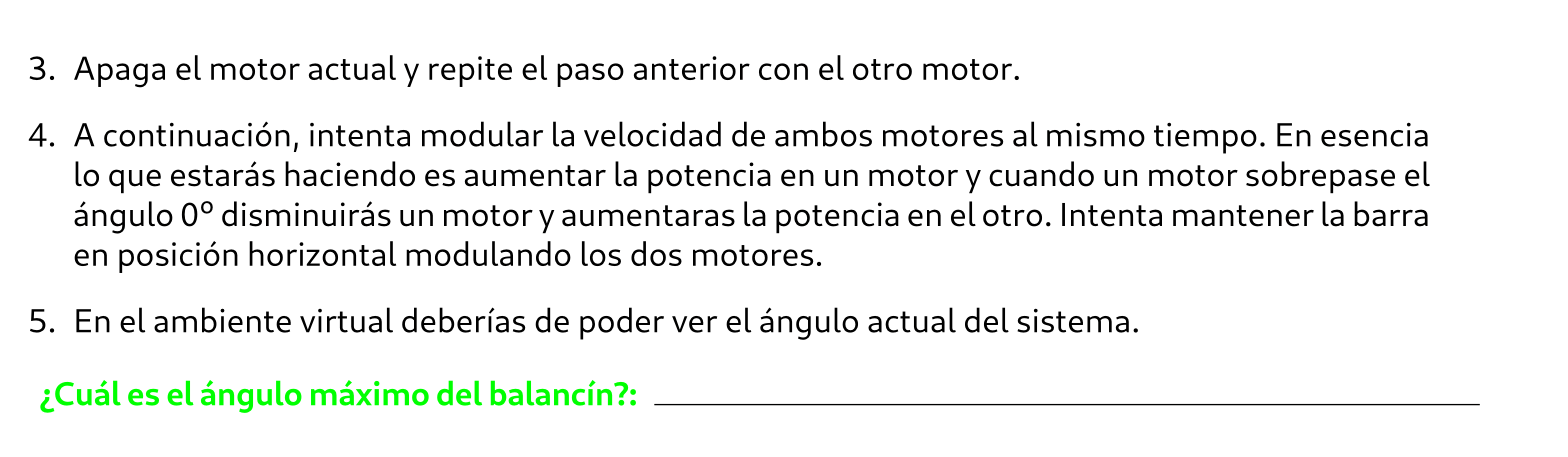 3. Apaga el motor actual y repite el paso anterior con el otro motor.
4. A continuación, intenta modular la velocidad de ambos motores al mismo tiempo. En esencia
lo que estarás haciendo es aumentar la potencia en un motor y cuando un motor sobrepase el
ángulo 0º disminuirás un motor y aumentaras la potencia en el otro. Intenta mantener la barra
en posición horizontal modulando los dos motores.
5. En el ambiente virtual deberías de poder ver el ángulo actual del sistema.
¿Cuál es el ángulo máximo del balancín?: